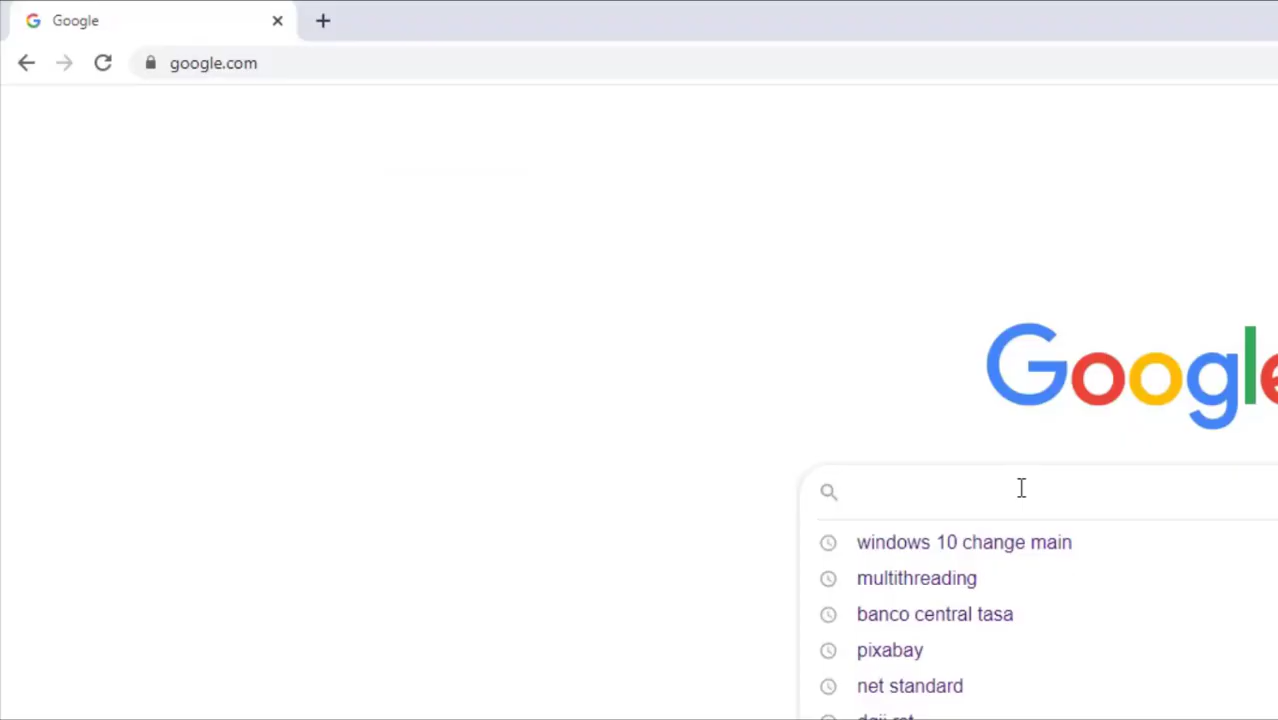 Google
google.com
Google
windows 10 change main
multithreading
banco central tasa
pixabay
net standard